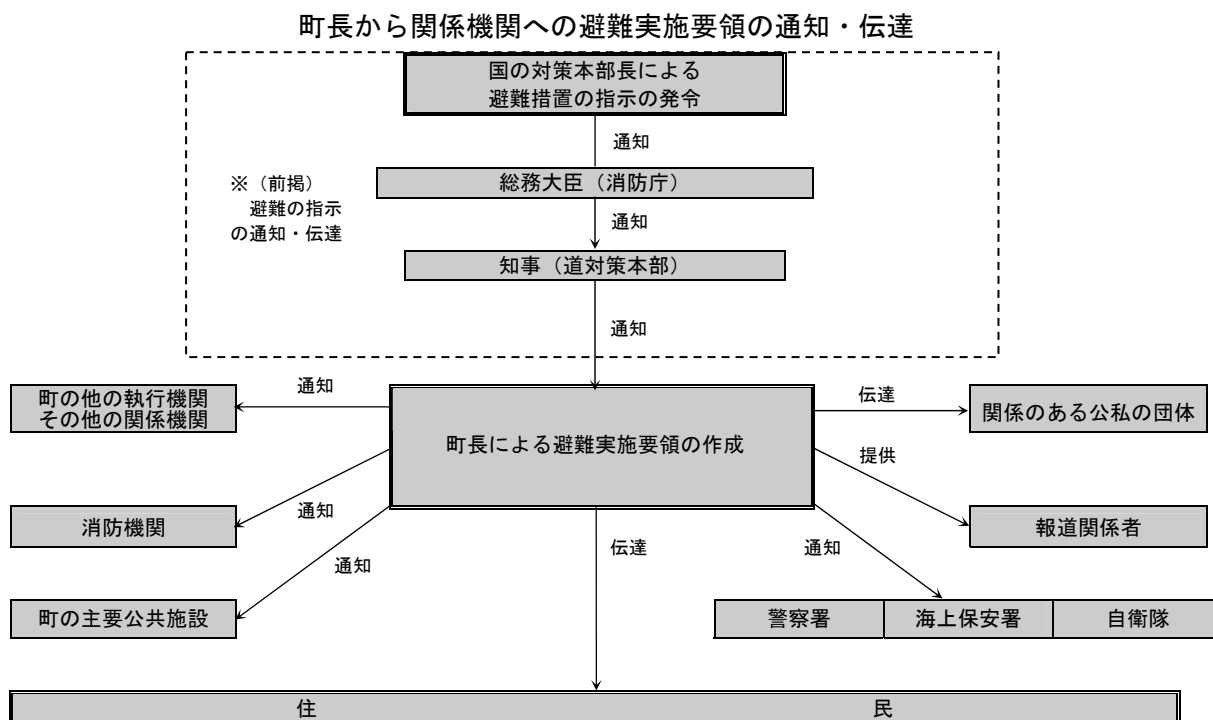 町長から関係機関への避難実施要領の通知・伝達
国の対策本部長による
避難措置の指示の発令
通知
※（前掲）
避難の指示
の通知・伝達
総務大臣（消防庁）
通知
知事（道対策本部）
通知
町の他の執行機関
その他の関係機関
通知
町長による避難実施要領の作成
伝達
関係のある公私の団体
提供
消防機関
通知
報道関係者
通知
伝達
通知
町の主要公共施設
警察署
海上保安署
自衛隊
住民